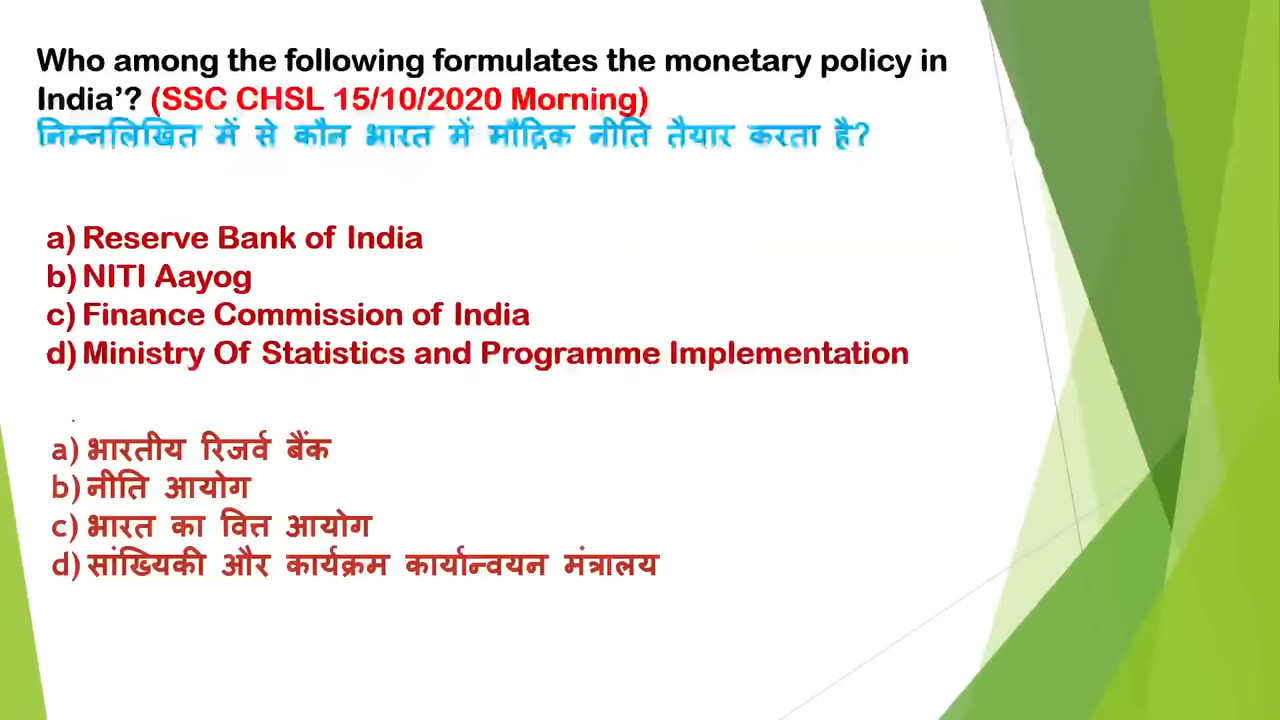 Who among the following formulates the monetary policy in
India’? (SSC CHSL 15/10/2020 Morning)
निम्नलिखित में से कौन भारत में मौद्रिक नीति तैयार करता है?
a) Reserve Bank of India
b) NITI Aayog
c) Finance Commission of India
d) Ministry Of Statistics and Programme Implementation
a) भारतीय रिजर्व बैंक
b) नीति आयोग
c) भारत का वित्त आयोग
d) सांख्यिकी और कार्यक्रम कार्यान्वयन मंत्रालय